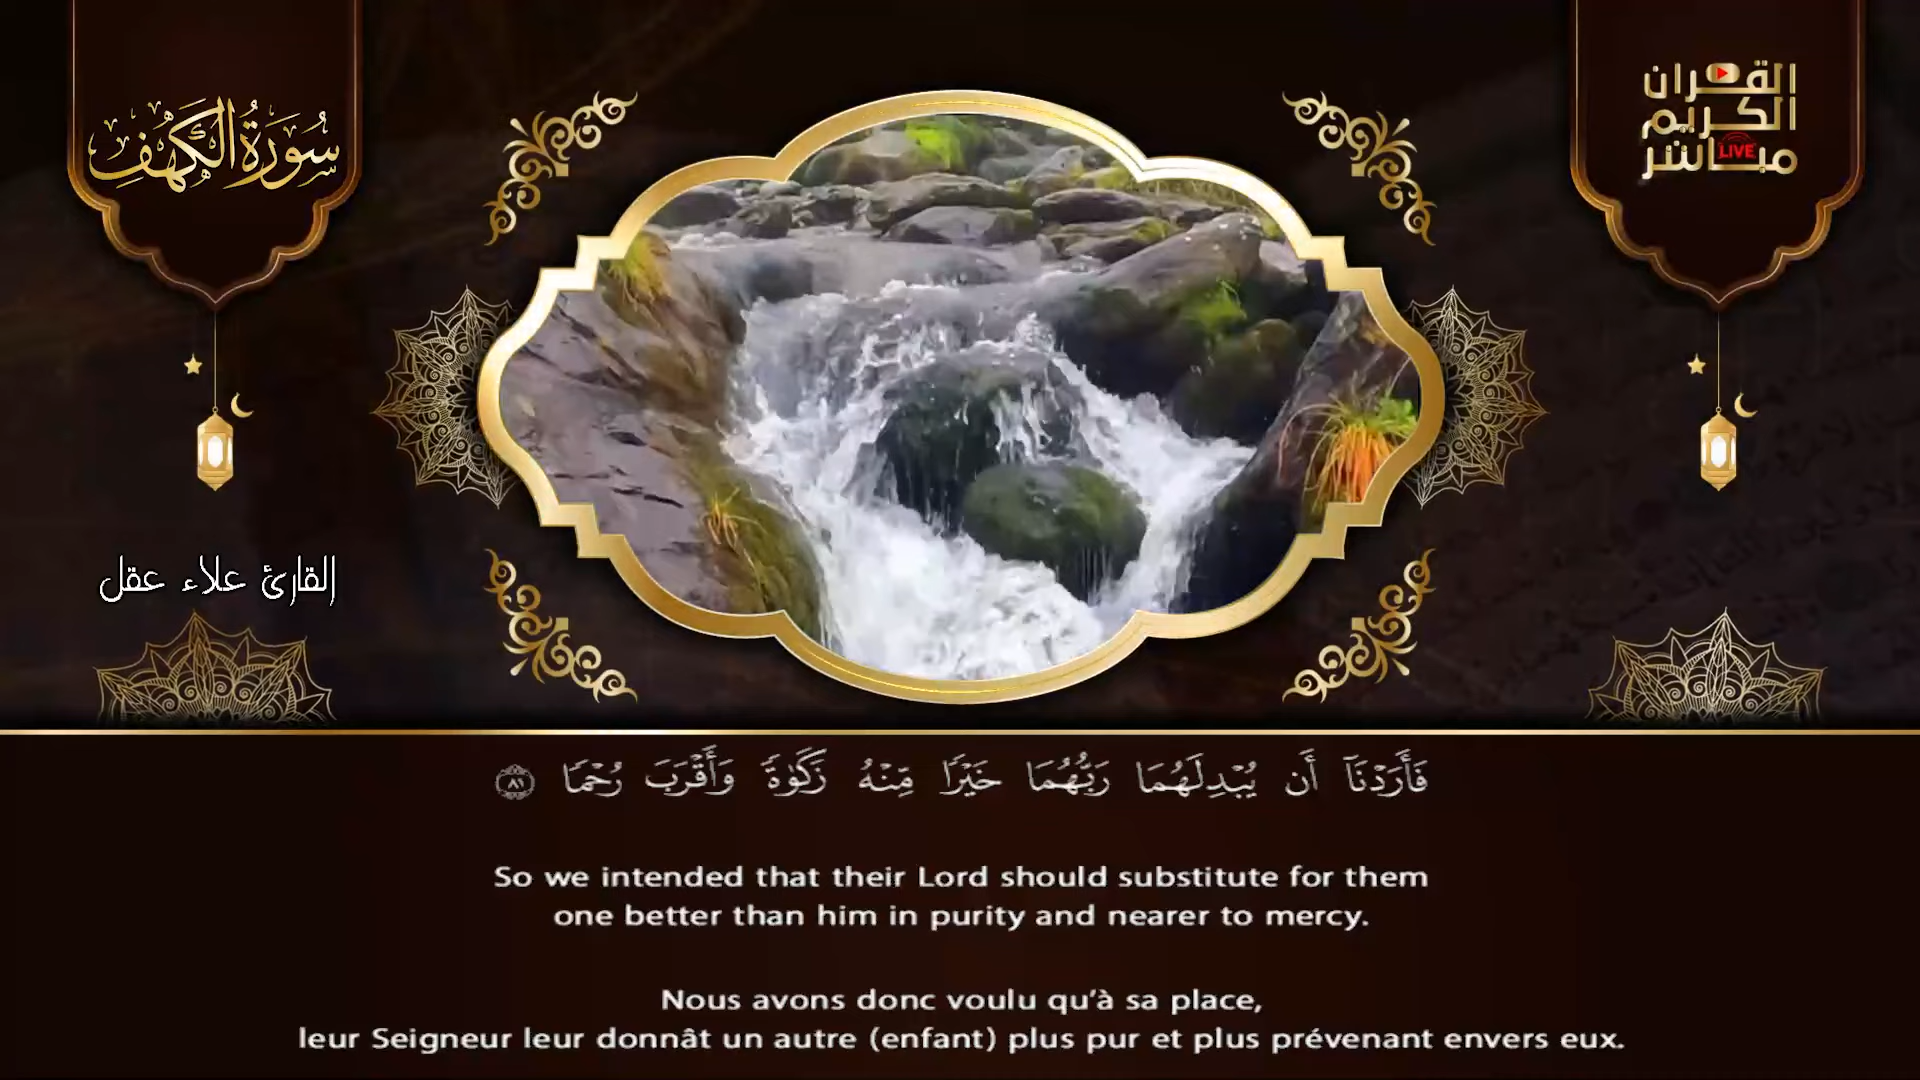 سُورَةُ الكَهْفِ
القران
الكريم
مباشر
LIVE
القارئ علاء عقل
فَأَرَدْنَآ أَن يُبْدِلَهُمَا رَبُّهُمَا خَيْرًا مِّنْهُ زَكَوٰةً وَأَقْرَبَ رُحْمًا ٨١
So we intended that their Lord should substitute for them
one better than him in purity and nearer to mercy.
Nous avons donc voulu qu'à sa place,
leur Seigneur leur donnât un autre (enfant) plus pur et plus prévenant envers eux.